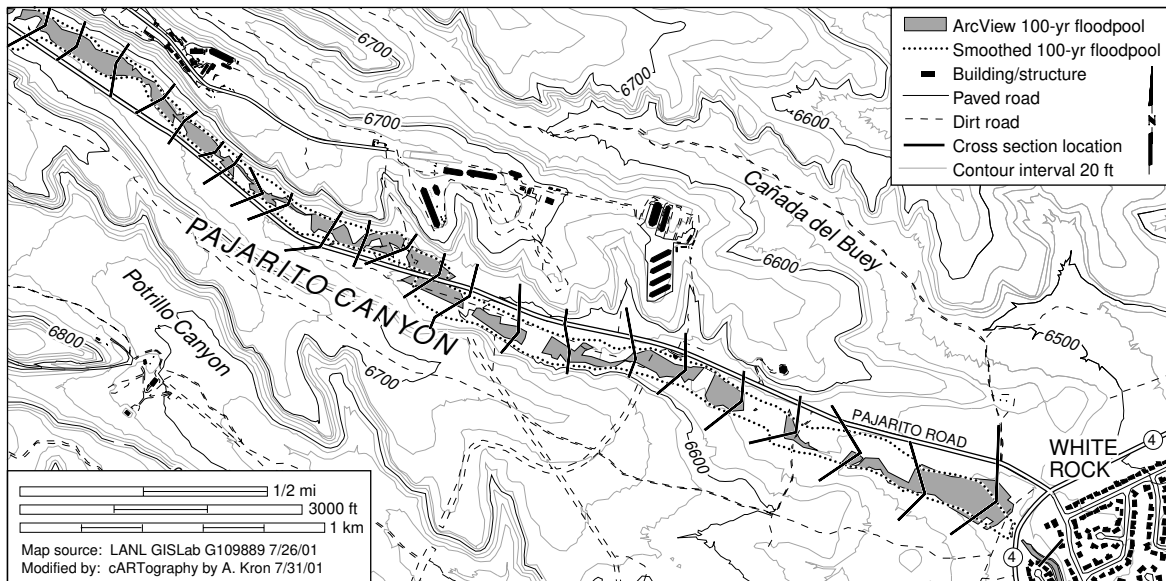 ArcView 100-yr floodpool
Smoothed 100-yr floodpool
Building/structure
Paved road
Dirt road
Cross section location
Contour interval 20 ft
N
6700
6700
6600
6700
Cañada del Buey
6600
PAJARITO CANYON
Potrillo Canyon
6800
6700
6500
6600
PAJARITO ROAD
WHITE
ROCK
4
4
1/2 mi
3000 ft
1 km
Map source: LANL GISLab G109889 7/26/01
Modified by: cARTography by A. Kron 7/31/01